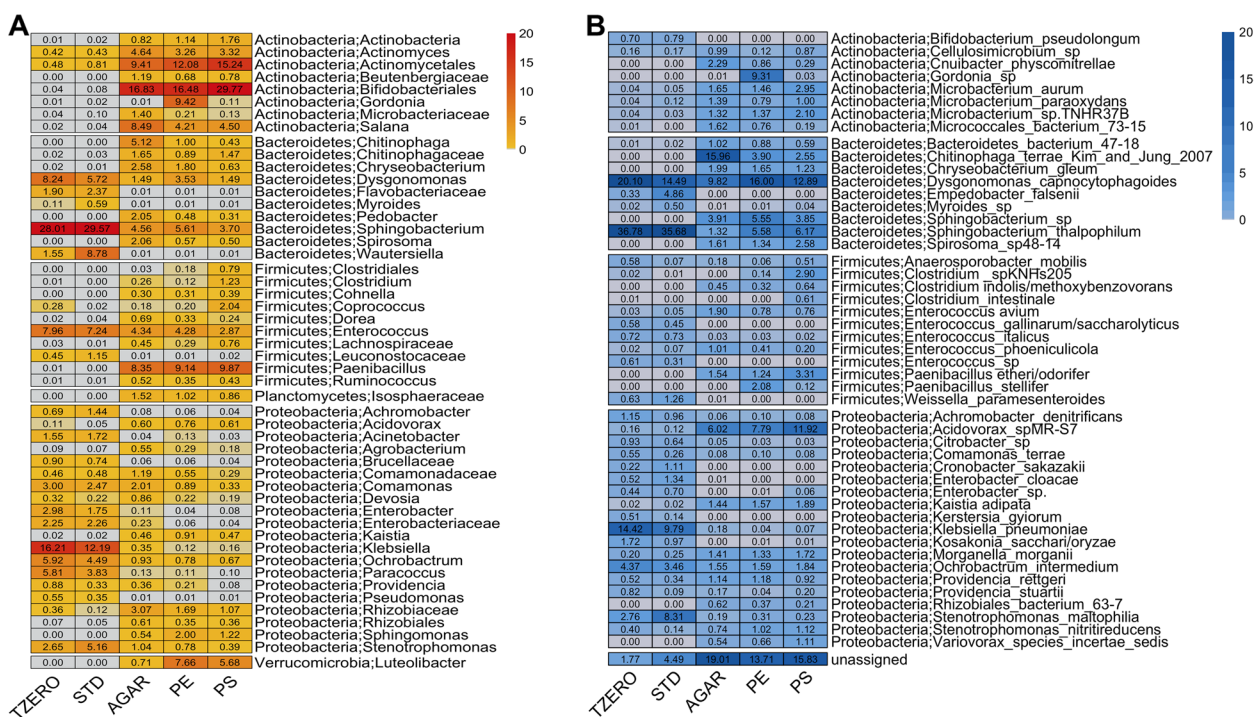 A
0.01 0.02 0.82 1.14 1.76 Actinobacteria;Actinobacteria
0.42 0.43 4.64 3.26 3.32 Actinobacteria;Actinomyces
0.48 0.81 9.41 12.08 15.24 Actinobacteria;Actinomycetales
0.00 0.00 1.19 0.68 0.78 Actinobacteria;Beutenbergiaceae
0.04 0.08 16.83 16.48 29.77 Actinobacteria;Bifidobacteriales
0.01 0.02 0.01 9.42 0.11 Actinobacteria;Gordonia
0.04 0.10 1.40 0.21 0.13 Actinobacteria;Microbacteriaceae
0.02 0.04 8.49 4.21 4.50 Actinobacteria;Salana
0.00 0.00 5.12 1.00 0.43 Bacteroidetes;Chitinophaga
0.02 0.03 1.65 0.89 1.47 Bacteroidetes;Chitinophagaceae
0.02 0.01 2.58 1.80 0.63 Bacteroidetes;Chryseobacterium
8.24 5.72 1.49 3.53 1.49 Bacteroidetes;Dysgonomonas
1.90 2.37 0.01 0.01 0.01 Bacteroidetes;Flavobacteriaceae
0.11 0.59 0.01 0.01 0.01 Bacteroidetes;Myroides
0.00 0.00 2.05 0.48 0.31 Bacteroidetes;Pedobacter
28.01 29.57 4.56 5.61 3.70 Bacteroidetes;Sphingobacterium
0.00 0.00 2.06 0.57 0.50 Bacteroidetes;Spirosoma
1.55 8.78 0.01 0.01 0.01 Bacteroidetes;Wautersiella
0.00 0.00 0.03 0.18 0.79 Firmicutes;Clostridiales
0.01 0.01 0.26 0.12 1.23 Firmicutes;Clostridium
0.00 0.00 0.30 0.31 0.39 Firmicutes;Cohnella
0.28 0.02 0.18 0.20 2.04 Firmicutes;Coprococcus
0.02 0.04 0.69 0.33 0.24 Firmicutes;Dorea
7.96 7.24 4.34 4.28 2.87 Firmicutes;Enterococcus
0.03 0.01 0.45 0.29 0.76 Firmicutes;Lachnospiraceae
0.45 1.15 0.01 0.01 0.02 Firmicutes;Leuconostocaceae
0.01 0.00 8.35 9.14 9.87 Firmicutes;Paenibacillus
0.01 0.01 0.52 0.35 0.43 Firmicutes;Ruminococcus
0.00 0.00 1.52 1.02 0.86 Planctomycetes;Isosphaeraceae
0.69 1.44 0.08 0.06 0.04 Proteobacteria;Achromobacter
0.11 0.05 0.60 0.76 0.61 Proteobacteria;Acidovorax
1.55 1.72 0.04 0.13 0.03 Proteobacteria;Acinetobacter
0.09 0.07 0.55 0.29 0.18 Proteobacteria;Agrobacterium
0.90 0.74 0.06 0.06 0.04 Proteobacteria;Brucellaceae
0.46 0.48 1.19 0.55 0.29 Proteobacteria;Comamonadaceae
3.00 2.47 2.01 0.89 0.33 Proteobacteria;Comamonas
0.32 0.22 0.86 0.22 0.19 Proteobacteria;Devosia
2.98 1.75 0.11 0.04 0.08 Proteobacteria;Enterobacter
2.25 2.26 0.23 0.06 0.04 Proteobacteria;Enterobacteriaceae
0.02 0.02 0.46 0.91 0.47 Proteobacteria;Kaistia
16.21 12.19 0.35 0.12 0.16 Proteobacteria;Klebsiella
5.92 4.49 0.93 0.78 0.67 Proteobacteria;Ochrobactrum
5.81 3.83 0.13 0.11 0.10 Proteobacteria;Paracoccus
0.88 0.33 0.36 0.21 0.08 Proteobacteria;Providencia
0.55 0.35 0.01 0.01 0.01 Proteobacteria;Pseudomonas
0.36 0.12 3.07 1.69 1.07 Proteobacteria;Rhizobiaceae
0.07 0.05 0.61 0.35 0.36 Proteobacteria;Rhizobiales
0.00 0.00 0.54 2.00 1.22 Proteobacteria;Sphingomonas
2.65 5.16 1.04 0.78 0.39 Proteobacteria;Stenotrophomonas
0.00 0.00 0.71 7.66 5.68 Verrucomicrobia;Luteolibacter
TZERO STD AGAR PE PS
20
15
10
5
0
B
0.70 0.79 0.00 0.00 0.00 Actinobacteria;Bifidobacterium_pseudolongum
0.16 0.17 0.99 0.12 0.87 Actinobacteria;Cellulosimicrobium_sp
0.00 0.00 2.29 0.86 0.29 Actinobacteria;Cnuibacter_physcomitrellae
0.00 0.00 0.01 9.31 0.03 Actinobacteria;Gordonia_sp
0.04 0.05 1.65 1.46 2.95 Actinobacteria;Microbacterium_aurum
0.04 0.12 1.39 0.79 1.00 Actinobacteria;Microbacterium_paraoxydans
0.04 0.04 1.32 1.37 2.10 Actinobacteria;Microbacterium_sp.TNHR37B
0.01 0.00 1.62 0.76 0.19 Actinobacteria;Micrococcales_bacterium_73-15
0.01 0.02 1.02 0.88 0.59 Bacteroidetes;Bacteroidetes_bacterium_47-18
0.00 0.00 15.96 3.90 2.55 Bacteroidetes;Chitinophaga_terrae_Kim_and_Jung_2007
0.00 0.00 1.99 1.65 1.23 Bacteroidetes;Chryseobacterium_gleum
20.10 14.49 9.82 16.00 12.89 Bacteroidetes;Dysgonomonas_capnocytophagoides
0.33 4.86 0.00 0.00 0.00 Bacteroidetes;Empedobacter_falsenii
0.02 0.50 0.01 0.01 0.04 Bacteroidetes;Myroides_sp
0.00 0.00 3.91 5.55 3.85 Bacteroidetes;Sphingobacterium_sp
36.78 35.68 1.32 5.58 6.17 Bacteroidetes;Sphingobacterium_thalpophilum
0.00 0.00 1.61 1.34 2.58 Bacteroidetes;Spirosoma_sp48-14
0.58 0.07 0.18 0.06 0.51 Firmicutes;Anaerosporobacter_mobilis
0.02 0.01 0.00 0.14 2.90 Firmicutes;Clostridium_spKNHs205
0.00 0.00 0.45 0.32 0.64 Firmicutes;Clostridium indolis/methoxybenzovorans
0.01 0.00 0.00 0.00 0.61 Firmicutes;Clostridium_intestinale
0.03 0.05 1.90 0.78 0.76 Firmicutes;Enterococcus avium
0.58 0.45 0.00 0.00 0.00 Firmicutes;Enterococcus_gallinarum/saccharolyticus
0.72 0.73 0.03 0.03 0.02 Firmicutes;Enterococcus_italicus
0.02 0.07 1.01 0.41 0.20 Firmicutes;Enterococcus_phoeniculicola
0.61 0.31 0.00 0.00 0.00 Firmicutes;Enterococcus_sp
0.00 0.00 1.54 1.24 3.31 Firmicutes;Paenibacillus etheri/odorifer
0.00 0.00 0.00 2.08 0.12 Firmicutes;Paenibacillus_stellifer
0.63 1.26 0.01 0.00 0.00 Firmicutes;Weissella_paramesenteroides
1.15 0.96 0.06 0.10 0.08 Proteobacteria;Achromobacter_denitrificans
0.16 0.12 6.02 7.79 11.92 Proteobacteria;Acidovorax_spMR-S7
0.93 0.64 0.05 0.03 0.03 Proteobacteria;Citrobacter_sp
0.55 0.26 0.08 0.10 0.08 Proteobacteria;Comamonas_terrae
0.22 1.11 0.00 0.00 0.00 Proteobacteria;Cronobacter_sakazakii
0.52 1.34 0.01 0.00 0.00 Proteobacteria;Enterobacter_cloacae
0.44 0.70 0.00 0.01 0.06 Proteobacteria;Enterobacter_sp.
0.02 0.02 1.44 1.57 1.89 Proteobacteria;Kaistia adipata
0.51 0.14 0.00 0.00 0.00 Proteobacteria;Kerstersia_gyiorum
14.42 9.79 0.18 0.04 0.07 Proteobacteria;Klebsiella_pneumoniae
1.72 0.97 0.00 0.01 0.01 Proteobacteria;Kosakonia_sacchari/oryzae
0.20 0.25 1.41 1.33 1.72 Proteobacteria;Morganella_morganii
4.37 3.46 1.55 1.59 1.84 Proteobacteria;Ochrobactrum_intermedium
0.52 0.34 1.14 1.18 0.92 Proteobacteria;Providencia_rettgeri
0.82 0.09 0.17 0.04 0.20 Proteobacteria;Providencia_stuartii
0.00 0.00 0.62 0.37 0.21 Proteobacteria;Rhizobiales_bacterium_63-7
2.76 8.31 0.19 0.31 0.23 Proteobacteria;Stenotrophomonas_maltophilia
0.40 0.14 0.74 1.02 1.12 Proteobacteria;Stenotrophomonas_nitritireducens
0.00 0.00 0.54 0.66 1.11 Proteobacteria;Variovorax_species_incertae_sedis
1.77 4.49 19.01 13.71 15.83 unassigned
TZERO STD AGAR PE PS
20
15
10
5
0